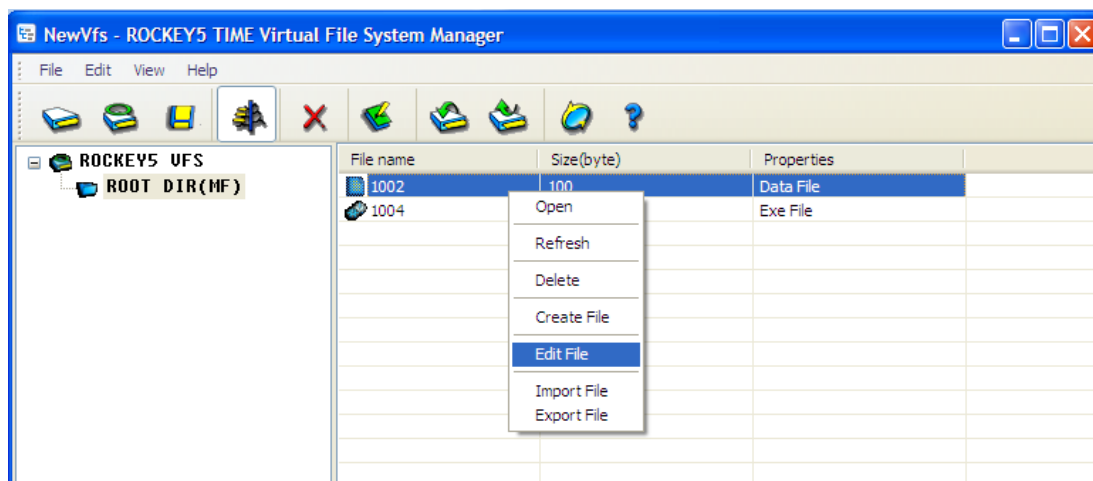 NewVfs - ROCKEY5 TIME Virtual File System Manager
File Edit View Help
ROCKEY5 VFS
ROOT DIR(MF)
File name Size(byte) Properties
1002 100 Data File
1004 Exe File
Open
Refresh
Delete
Create File
Edit File
Import File
Export File